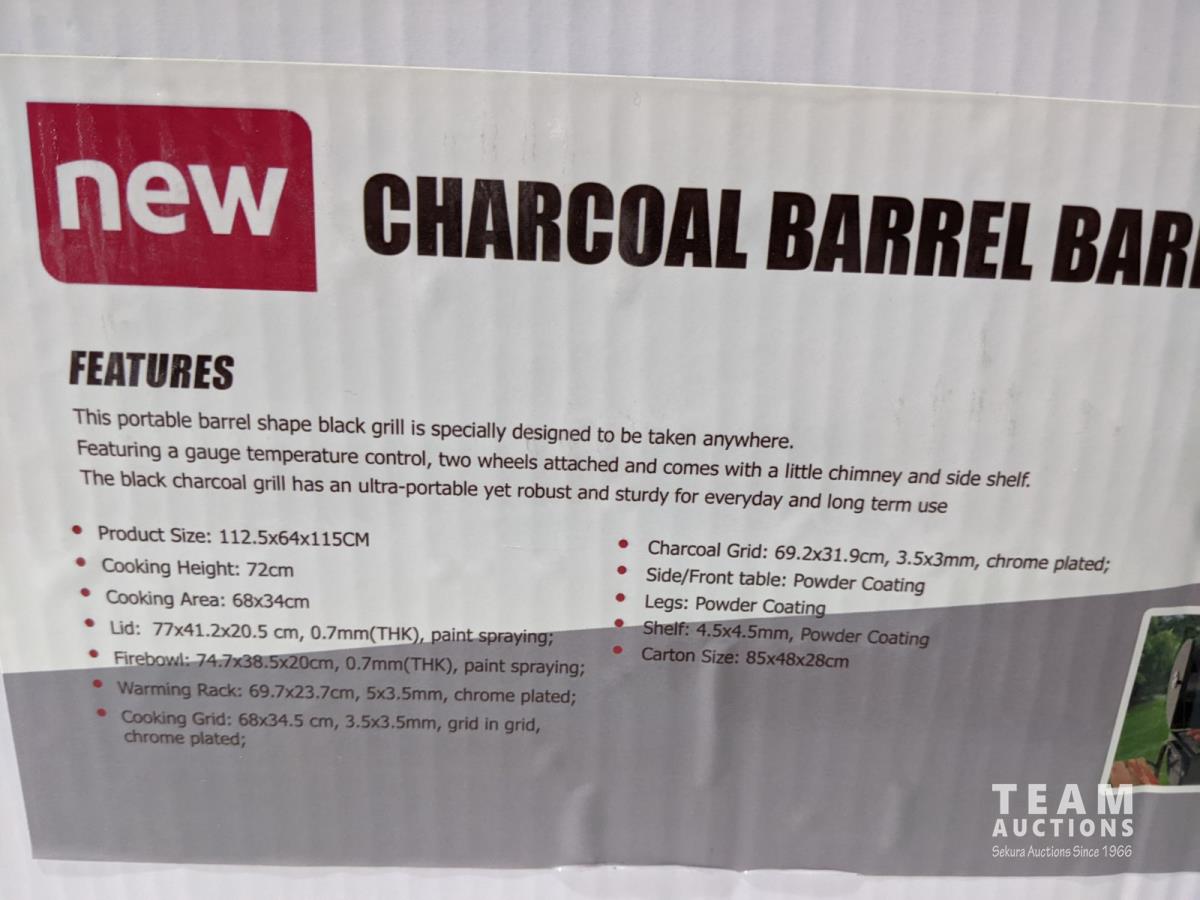 new
CHARCOAL BARREL BAR
FEATURES
This portable barrel shape black grill is specially designed to be taken anywhere.
Featuring a gauge temperature control, two wheels attached and comes with a little chimney and side shelf.
The black charcoal grill has an ultra-portable yet robust and sturdy for everyday and long term use
• Product Size: 112.5x64x115CM
• Cooking Height: 72cm
• Cooking Area: 68x34cm
• Lid: 77x41.2x20.5 cm, 0.7mm(THK), paint spraying;
• Firebowl: 74.7x38.5x20cm, 0.7mm(THK), paint spraying;
• Warming Rack: 69.7x23.7cm, 5x3.5mm, chrome plated;
• Cooking Grid: 68x34.5 cm, 3.5x3.5mm, grid in grid,
chrome plated;
• Charcoal Grid: 69.2x31.9cm, 3.5x3mm, chrome plated;
• Side/Front table: Powder Coating
• Legs: Powder Coating
• Shelf: 4.5x4.5mm, Powder Coating
• Carton Size: 85x48x28cm
TEAM
AUCTIONS
Sekura Auctions Since 1966